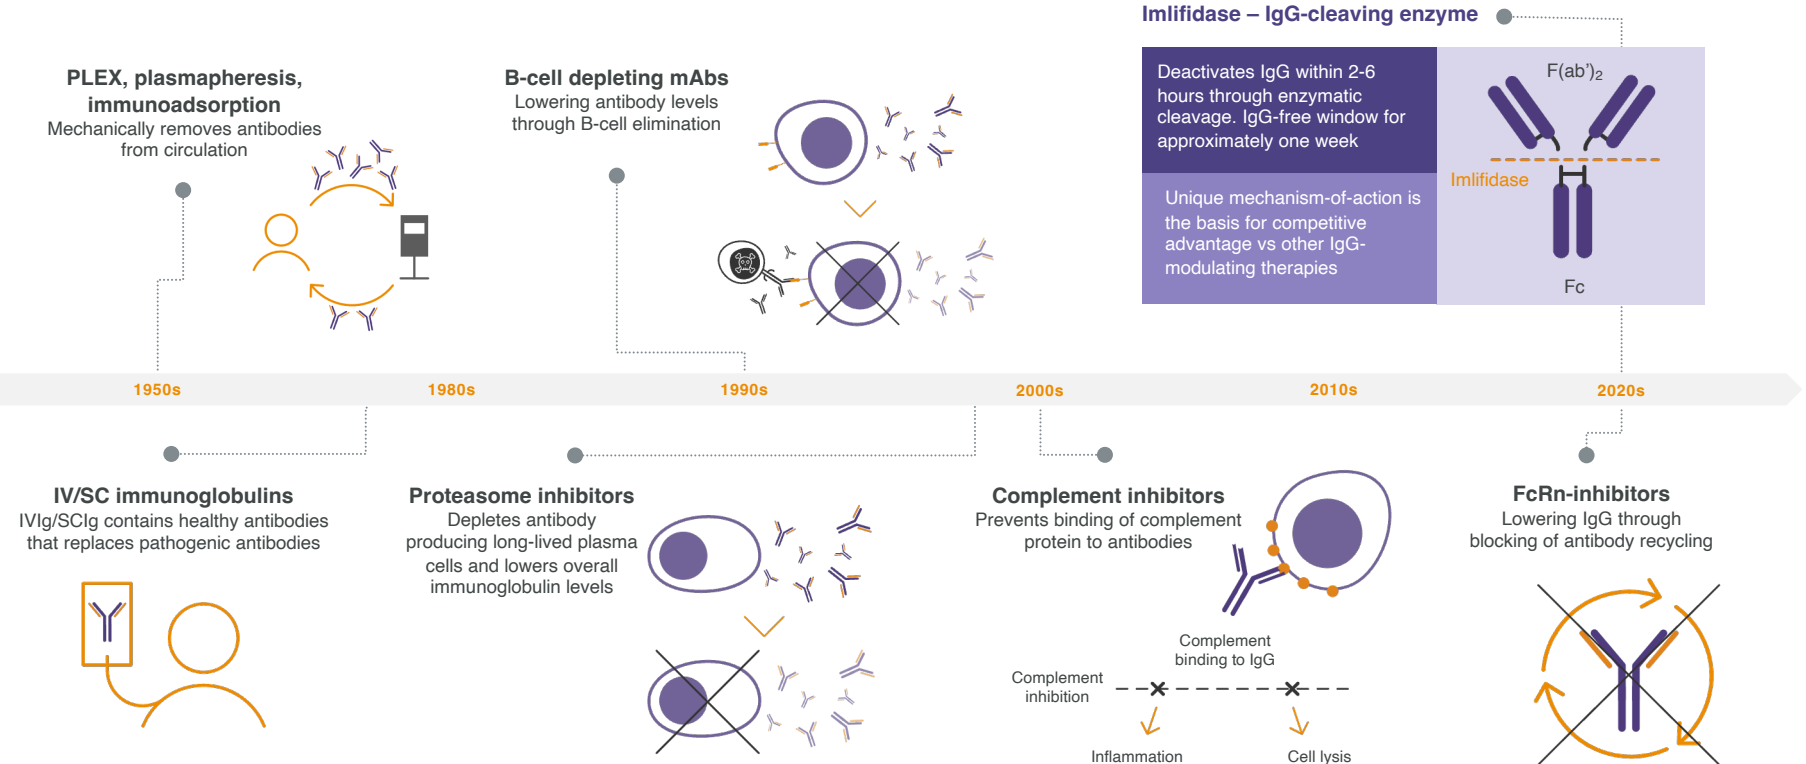 Imlifidase – IgG-cleaving enzyme
PLEX, plasmapheresis,
immunoadsorption
Mechanically removes antibodies
from circulation
B-cell depleting mAbs
Lowering antibody levels
through B-cell elimination
Deactivates IgG within 2-6
hours through enzymatic
cleavage. IgG-free window for
approximately one week
Unique mechanism-of-action is
the basis for competitive
advantage vs other IgG-
modulating therapies
F(ab’)₂
Imlifidase
Fc
1950s
1980s
1990s
2000s
2010s
2020s
IV/SC immunoglobulins
IVIg/SCIg contains healthy antibodies
that replaces pathogenic antibodies
Proteasome inhibitors
Depletes antibody
producing long-lived plasma
cells and lowers overall
immunoglobulin levels
Complement inhibitors
Prevents binding of complement
protein to antibodies
Complement
binding to IgG
Complement
inhibition
Inflammation
Cell lysis
FcRn-inhibitors
Lowering IgG through
blocking of antibody recycling